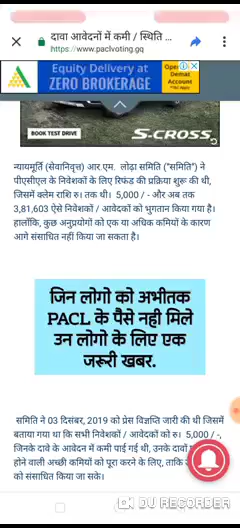 दावा आवेदनों में कमी / स्थिति ...
https://www.paclvoting.gq
Equity Delivery at
ZERO BROKERAGE
Demat
Account
BOOK TEST DRIVE
S-CROSS
न्यायमूर्ति (सेवानिवृत्त) आर.एम. लोढ़ा समिति ("समिति") ने
पीएसीएल के निवेशकों के लिए रिफंड की प्रक्रिया शुरू की थी,
जिसमें क्लेम राशि रु। तक थी। 5,000 / - और अब तक
3,81,603 ऐसे निवेशकों / आवेदकों को भुगतान किया गया है।
हालाँकि, कुछ अनुप्रयोगों को एक या अधिक कमियों के कारण
आगे संसाधित नहीं किया जा सकता है।
जिन लोगो को अभीतक
PACL के पैसे नही मिले
उन लोगो के लिए एक
जरूरी खबर.
समिति ने 03 दिसंबर, 2019 को प्रेस विज्ञप्ति जारी की थी जिसमें
बताया गया था कि सभी निवेशकों / आवेदकों को रु। 5,000 / -,
जिनके दावे के आवेदन में कमी पाई गई थी, उनके दावों
होने वाली अच्छी कमियों को पूरा करने के लिए, ताकि
को संसाधित किया जा सके।
DU RECORDER